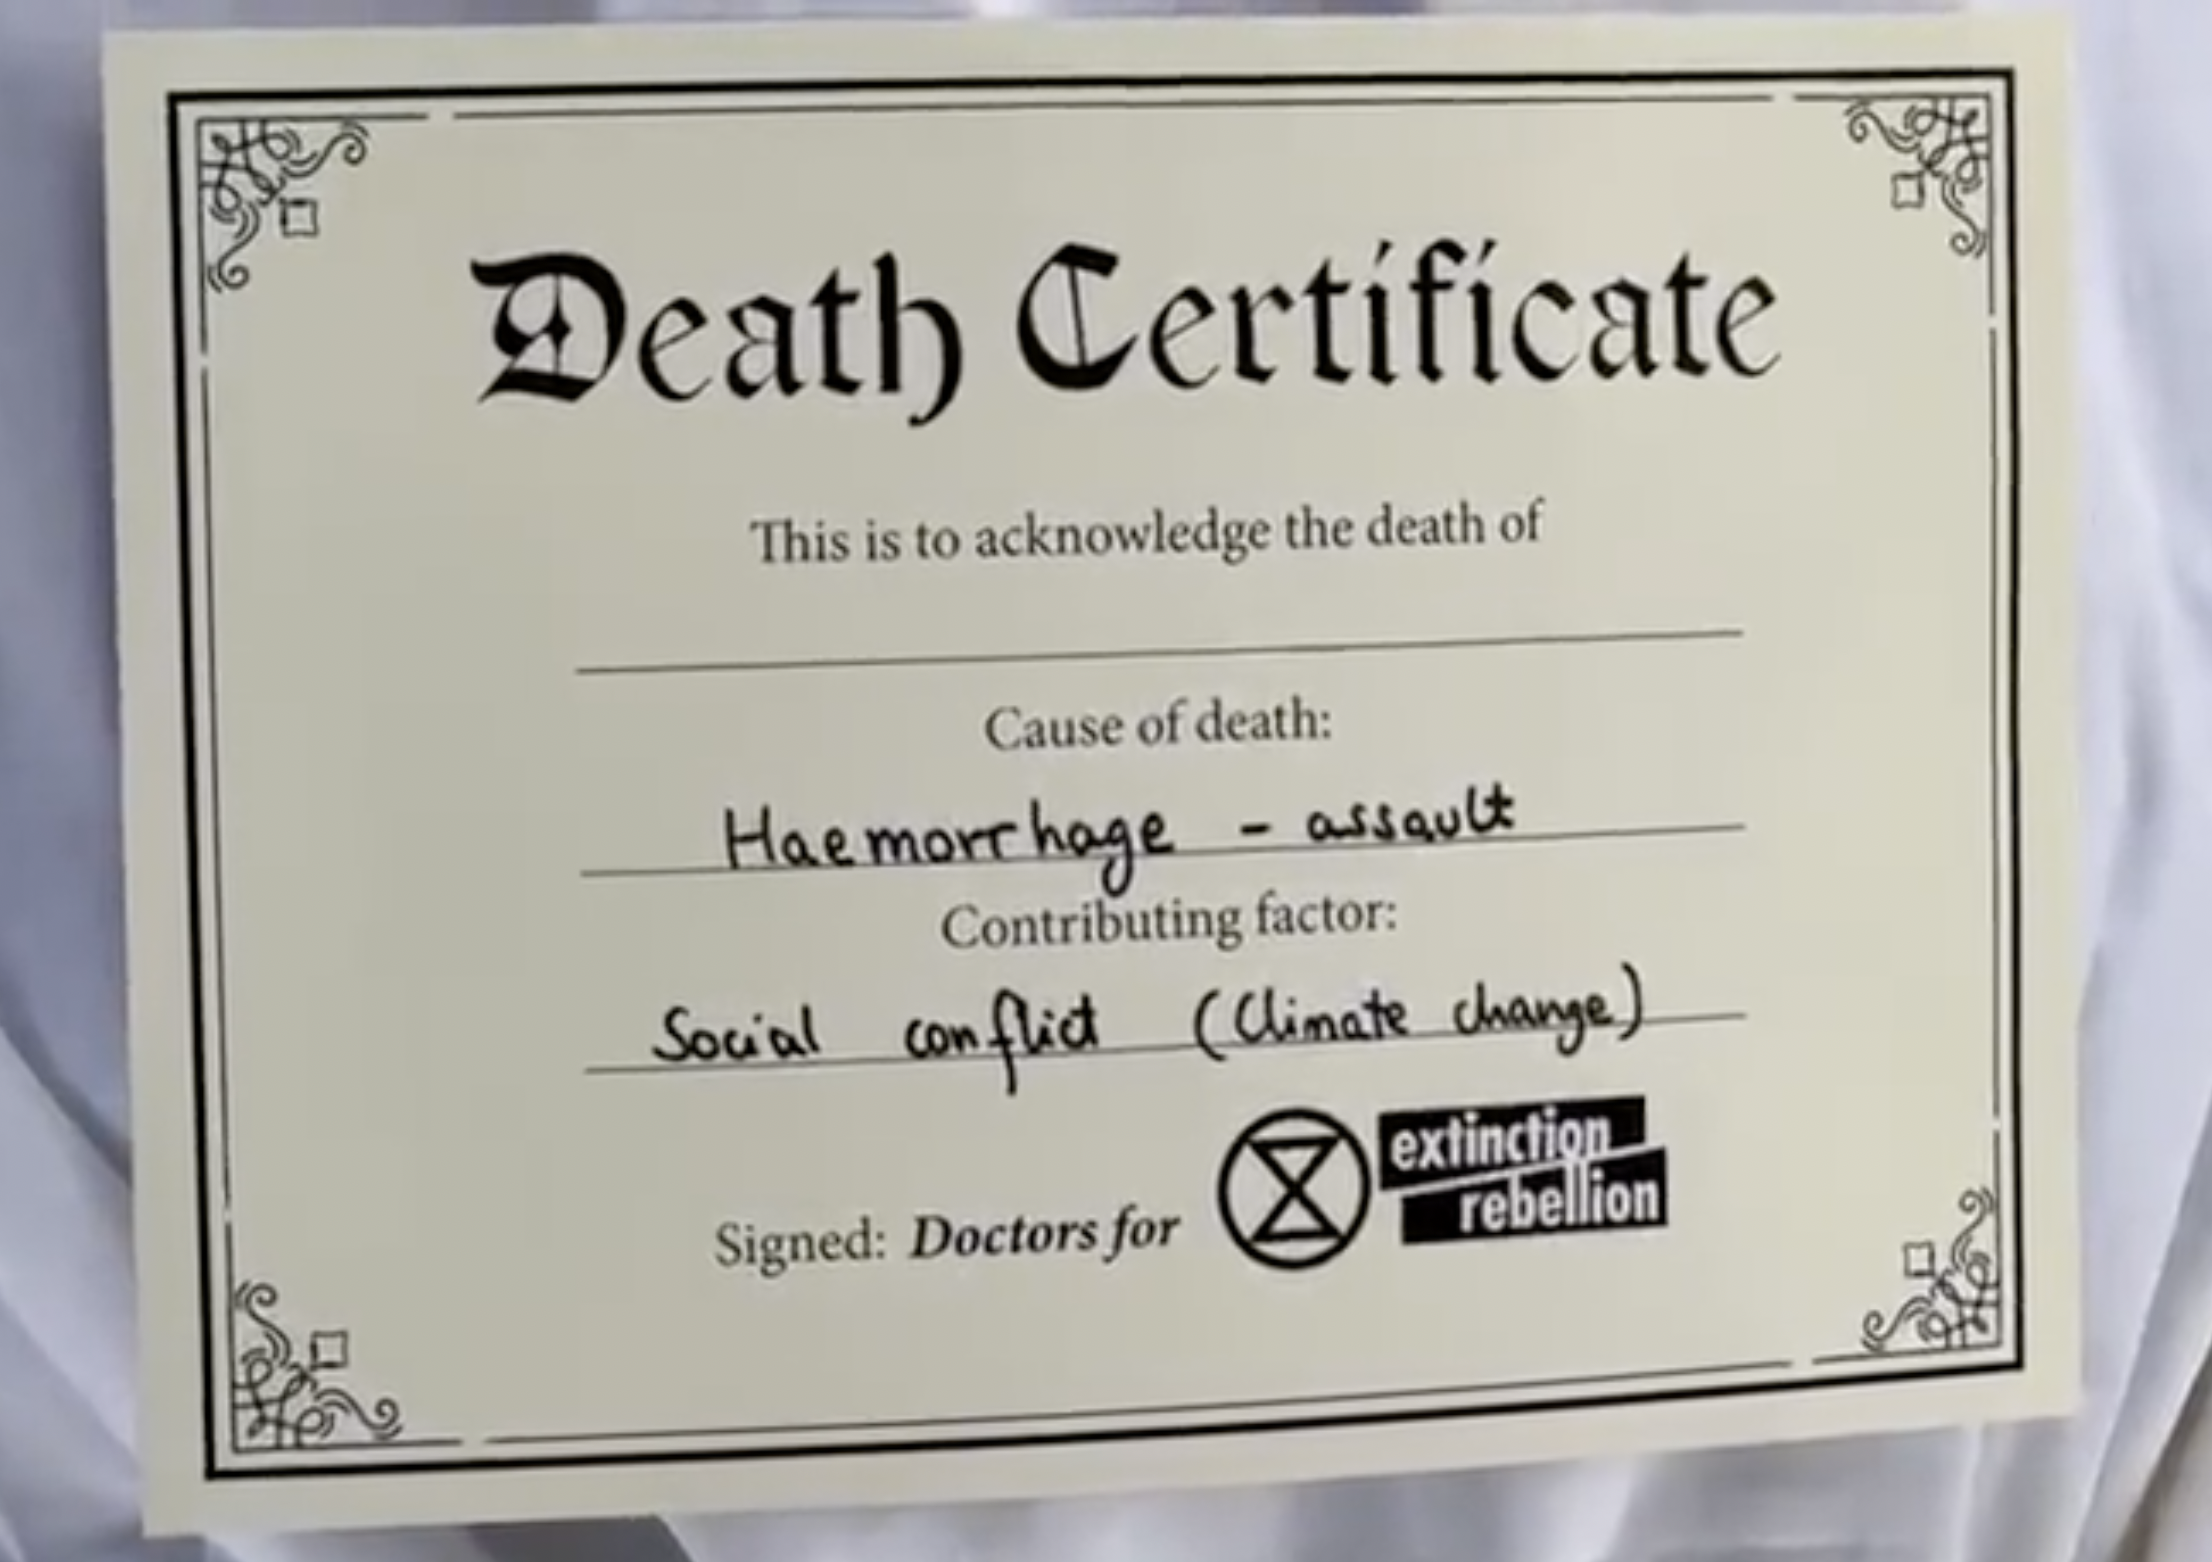 Death Certificate
This is to acknowledge the death of
Cause of death:
Haemorrhage - assault
Contributing factor:
Social conflict (Climate change)
Signed: Doctors for extinction
rebellion